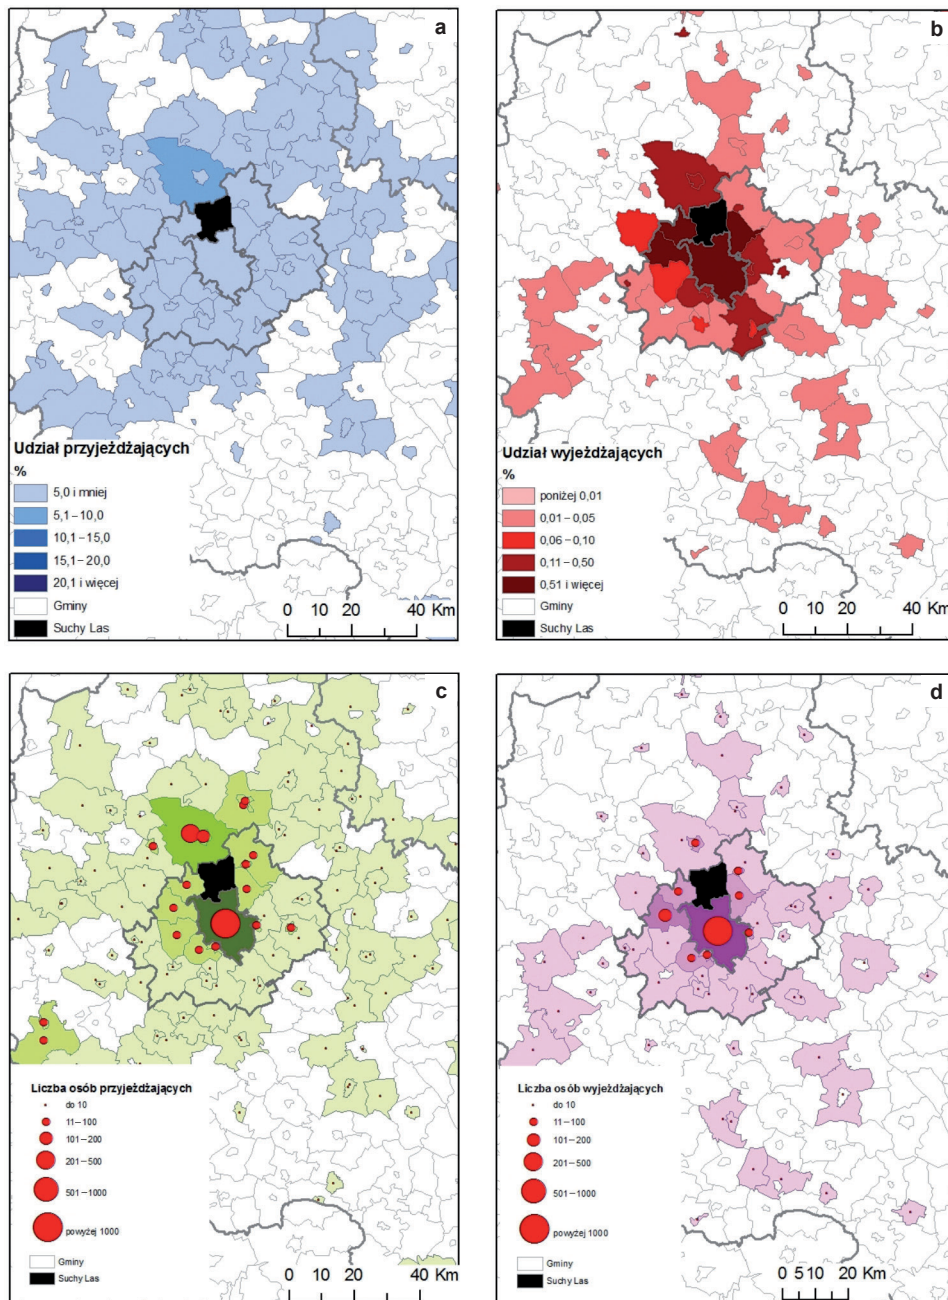 a
Udział przyjeżdżających
%
5,0 i mniej
5,1–10,0
10,1–15,0
15,1–20,0
20,1 i więcej
Gminy
Suchy Las
0 10 20 40 Km
b
Udział wyjeżdżających
%
poniżej 0,01
0,01–0,05
0,06–0,10
0,11–0,50
0,51 i więcej
Gminy
Suchy Las
0 10 20 40 Km
c
Liczba osób przyjeżdżających
do 10
11–100
101–200
201–500
501–1000
powyżej 1000
Gminy
Suchy Las
0 10 20 40 Km
d
Liczba osób wyjeżdżających
do 10
11–100
101–200
201–500
501–1000
powyżej 1000
Gminy
Suchy Las
0 5 10 20 Km